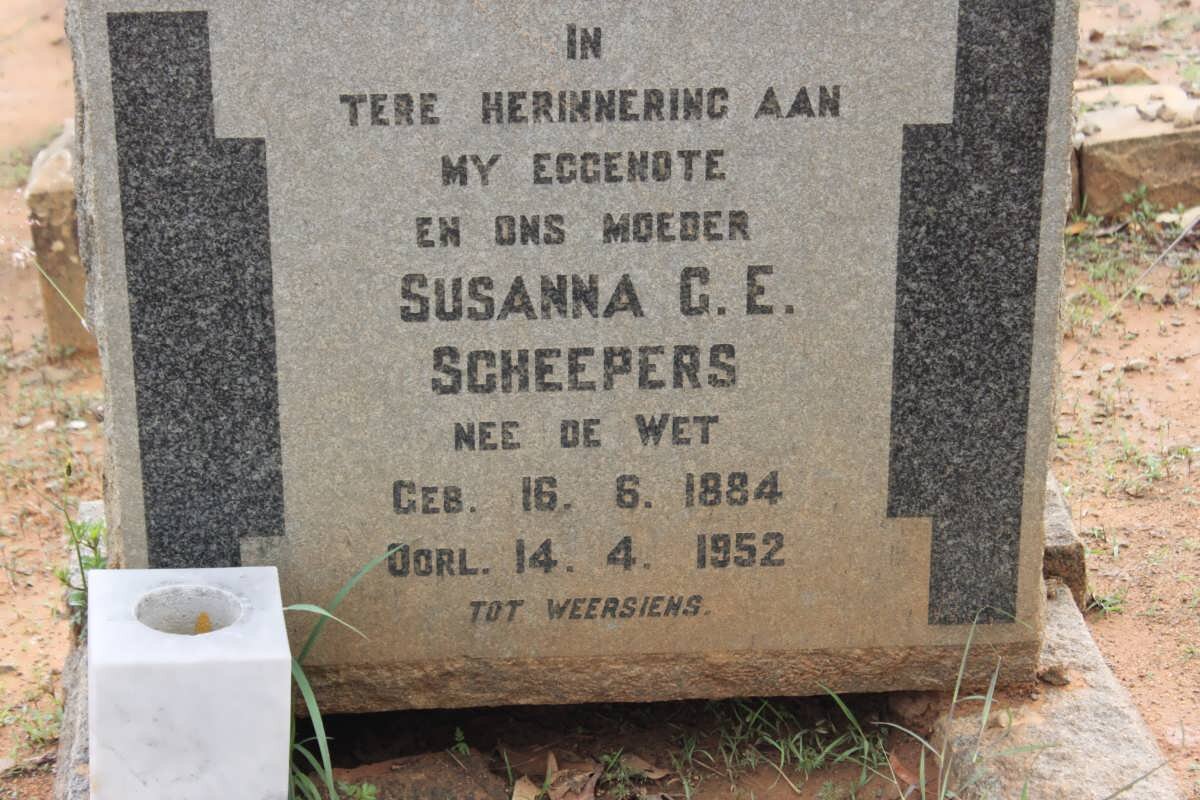 IN
TERE HERINNERING AAN
MY EGGENOTE
EN ONS MOEDER
SUSANNA C. E.
SCHEEPERS
NEE DE WET
GEB. 16. 6. 1884
OORL. 14. 4. 1952
TOT WEERSIENS.